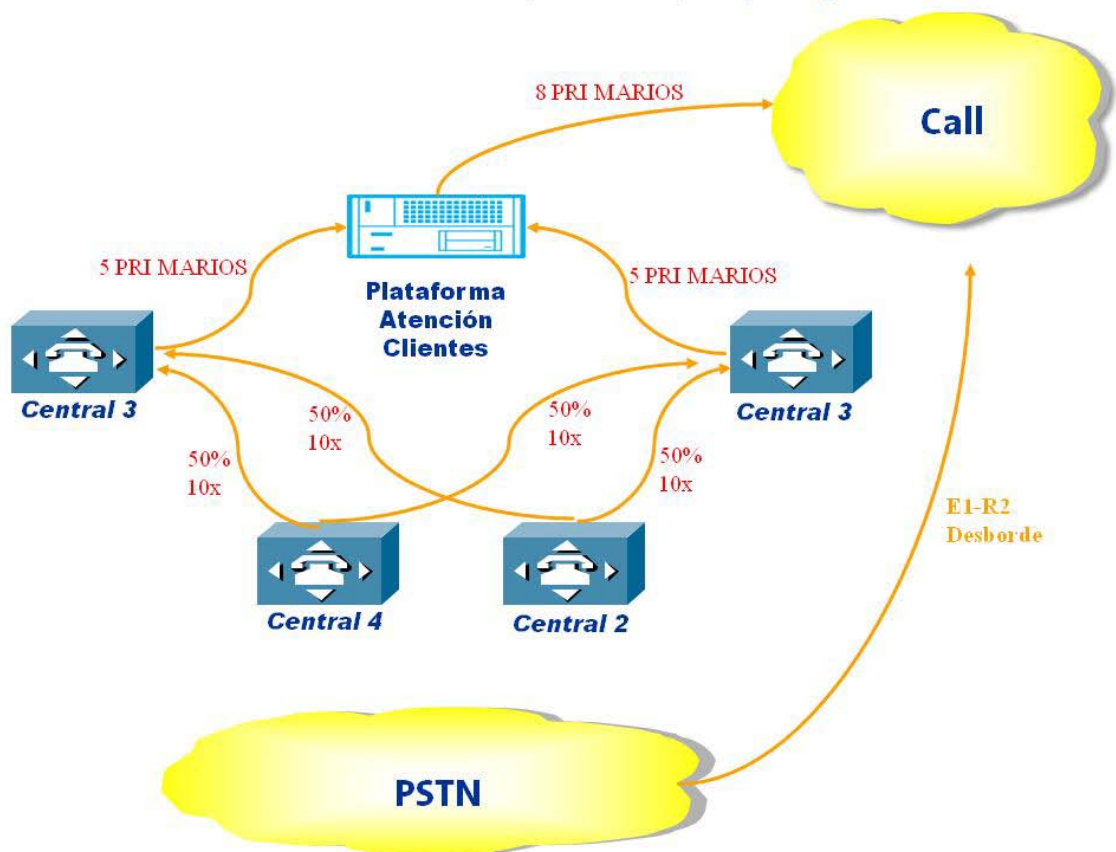 8 PRI MARIOS
Call
5 PRI MARIOS
5 PRI MARIOS
Plataforma
Atención
Clientes
Central 3
Central 3
50%
10x
50%
10x
50%
10x
50%
10x
E1-R2
Desborde
Central 4
Central 2
PSTN